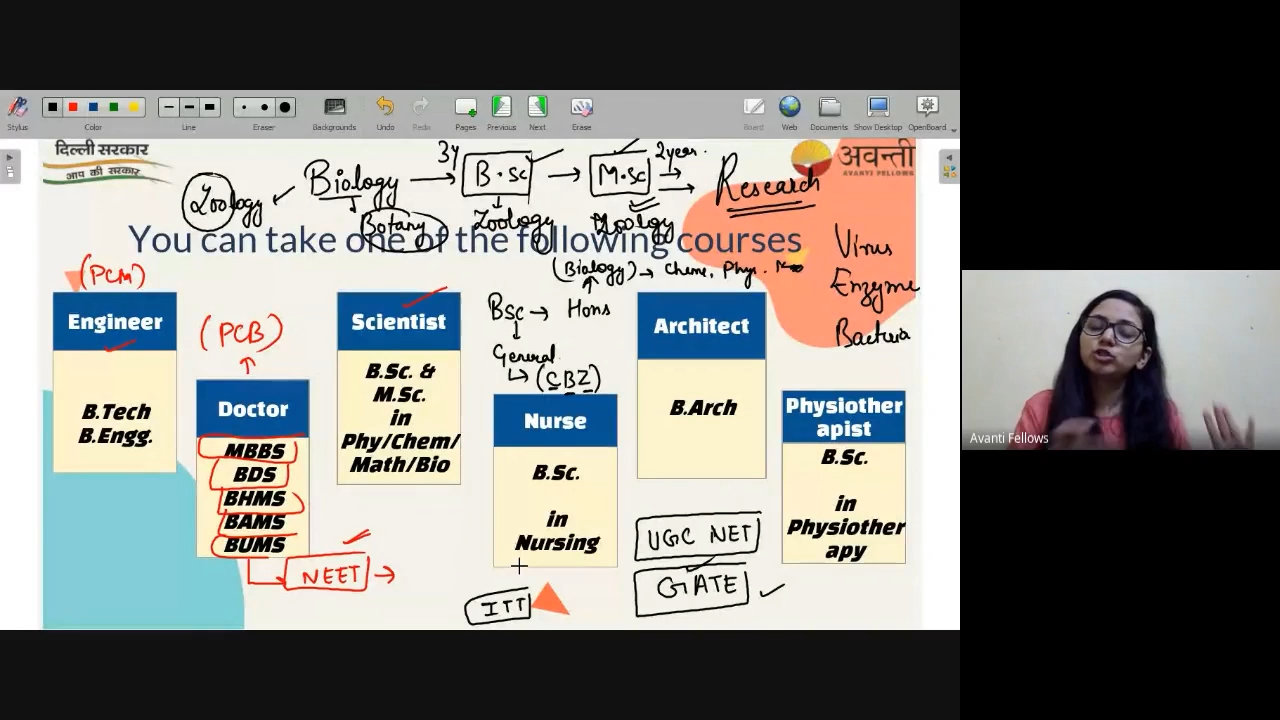 Stylus
Color
Line
Eraser
Backgrounds
Undo
Redo
Pages
Previous
Next
Erase
Board
Web
Documents
Show Desktop
OpenBoard
दिल्ली सरकार
आप की सरकार
अवन्ती
AVANTI FELLOWS
Zoology
Biology
Botany
3y
B.sc
Zoology
M.sc
Zoology
2year.
Research
You can take one of the following courses
Virus
Enzyme
Bacteria
(PCM)
Engineer
B.Tech
B.Engg.
(PCB)
Doctor
MBBS
BDS
BHMS
BAMS
BUMS
NEET
Scientist
B.Sc. &
M.Sc.
in
Phy/Chem/
Math/Bio
(Biology) → Chem, Phys.
Bsc → Hons
General
(CBZ)
Nurse
B.Sc.
in
Nursing
ITT
Architect
B.Arch
UGC NET
GATE
Physiother
apist
B.Sc.
in
Physiother
apy
Avanti Fellows